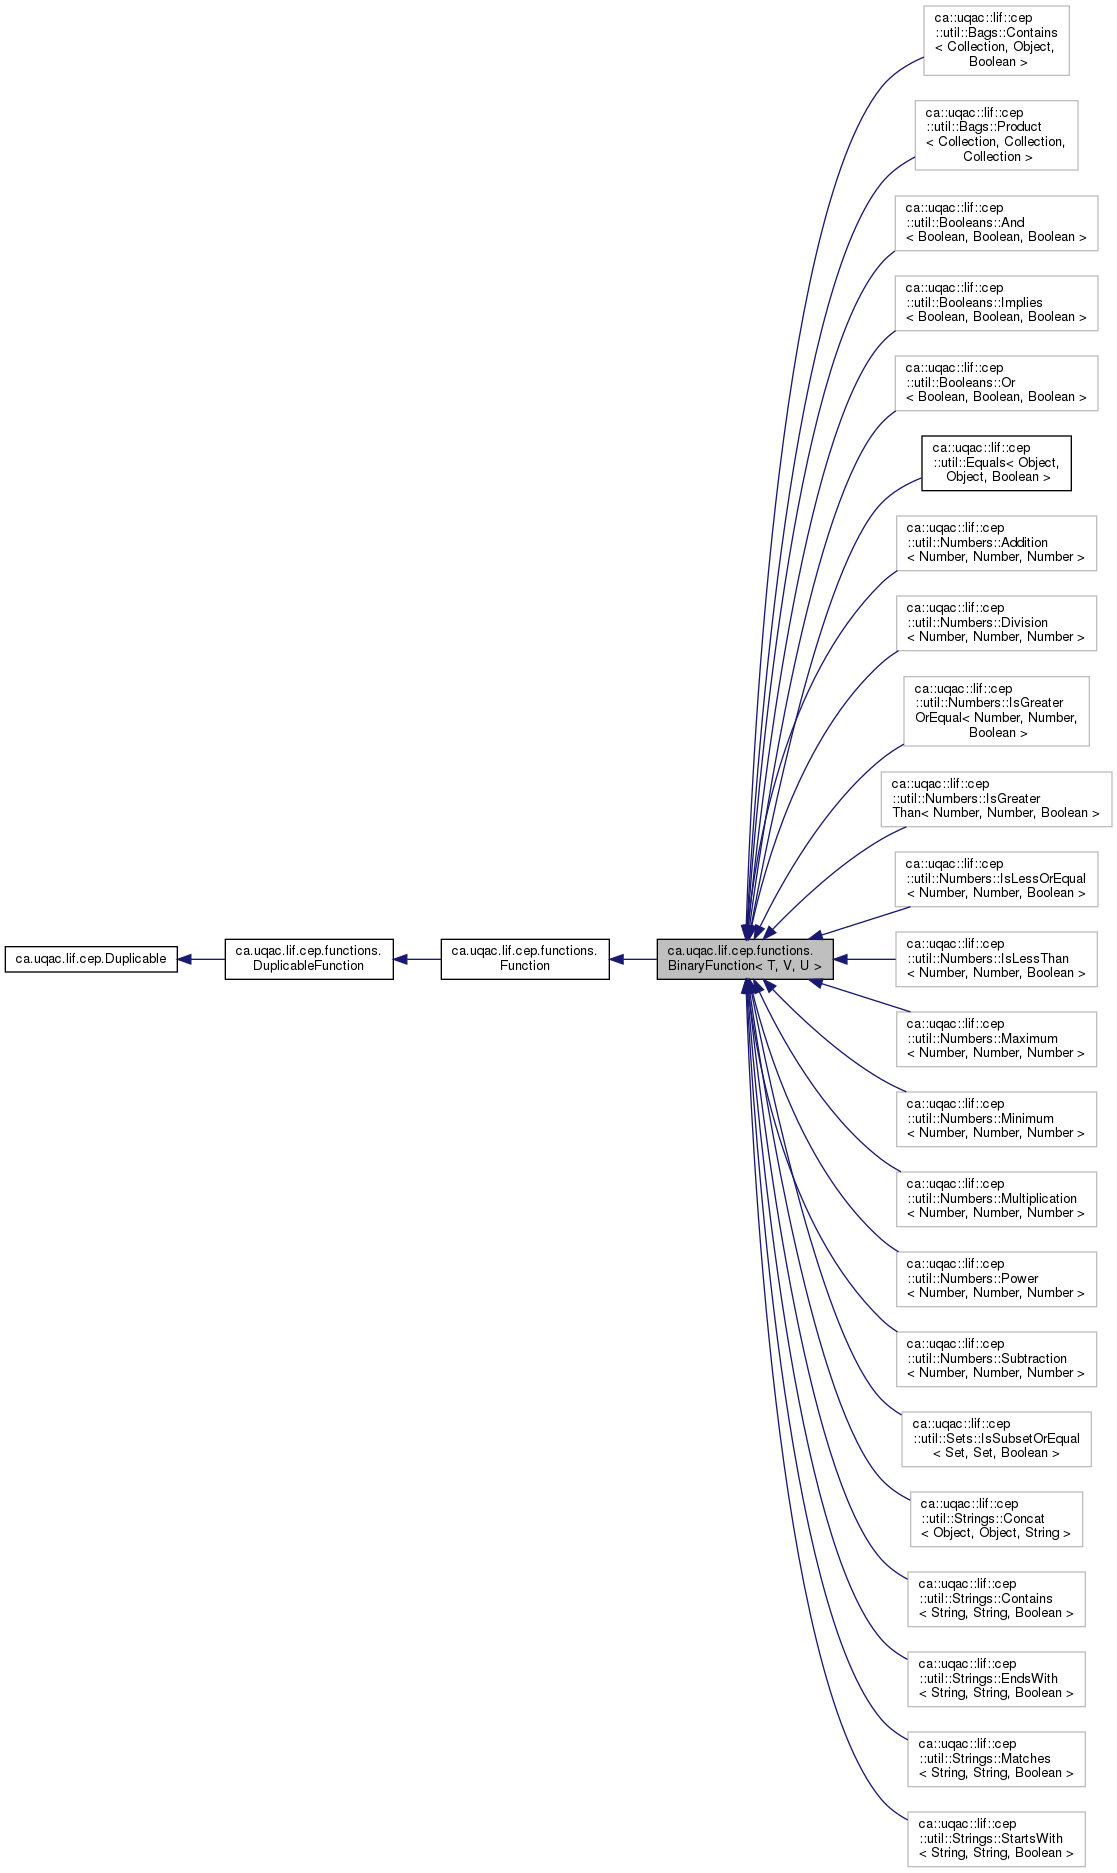 ca::uqac::lif::cep
::util::Bags::Contains
< Collection, Object,
Boolean >
ca::uqac::lif::cep
::util::Bags::Product
< Collection, Collection,
Collection >
ca::uqac::lif::cep
::util::Booleans::And
< Boolean, Boolean, Boolean >
ca::uqac::lif::cep
::util::Booleans::Implies
< Boolean, Boolean, Boolean >
ca::uqac::lif::cep
::util::Booleans::Or
< Boolean, Boolean, Boolean >
ca::uqac::lif::cep
::util::Equals< Object,
Object, Boolean >
ca::uqac::lif::cep
::util::Numbers::Addition
< Number, Number, Number >
ca::uqac::lif::cep
::util::Numbers::Division
< Number, Number, Number >
ca::uqac::lif::cep
::util::Numbers::IsGreater
OrEqual< Number, Number,
Boolean >
ca::uqac::lif::cep
::util::Numbers::IsGreater
Than< Number, Number, Boolean >
ca::uqac::lif::cep
::util::Numbers::IsLessOrEqual
< Number, Number, Boolean >
ca.uqac.lif.cep.Duplicable
ca.uqac.lif.cep.functions.
DuplicableFunction
ca.uqac.lif.cep.functions.
Function
ca.uqac.lif.cep.functions.
BinaryFunction< T, V, U >
ca::uqac::lif::cep
::util::Numbers::IsLessThan
< Number, Number, Boolean >
ca::uqac::lif::cep
::util::Numbers::Maximum
< Number, Number, Number >
ca::uqac::lif::cep
::util::Numbers::Minimum
< Number, Number, Number >
ca::uqac::lif::cep
::util::Numbers::Multiplication
< Number, Number, Number >
ca::uqac::lif::cep
::util::Numbers::Power
< Number, Number, Number >
ca::uqac::lif::cep
::util::Numbers::Subtraction
< Number, Number, Number >
ca::uqac::lif::cep
::util::Sets::IsSubsetOrEqual
< Set, Set, Boolean >
ca::uqac::lif::cep
::util::Strings::Concat
< Object, Object, String >
ca::uqac::lif::cep
::util::Strings::Contains
< String, String, Boolean >
ca::uqac::lif::cep
::util::Strings::EndsWith
< String, String, Boolean >
ca::uqac::lif::cep
::util::Strings::Matches
< String, String, Boolean >
ca::uqac::lif::cep
::util::Strings::StartsWith
< String, String, Boolean >